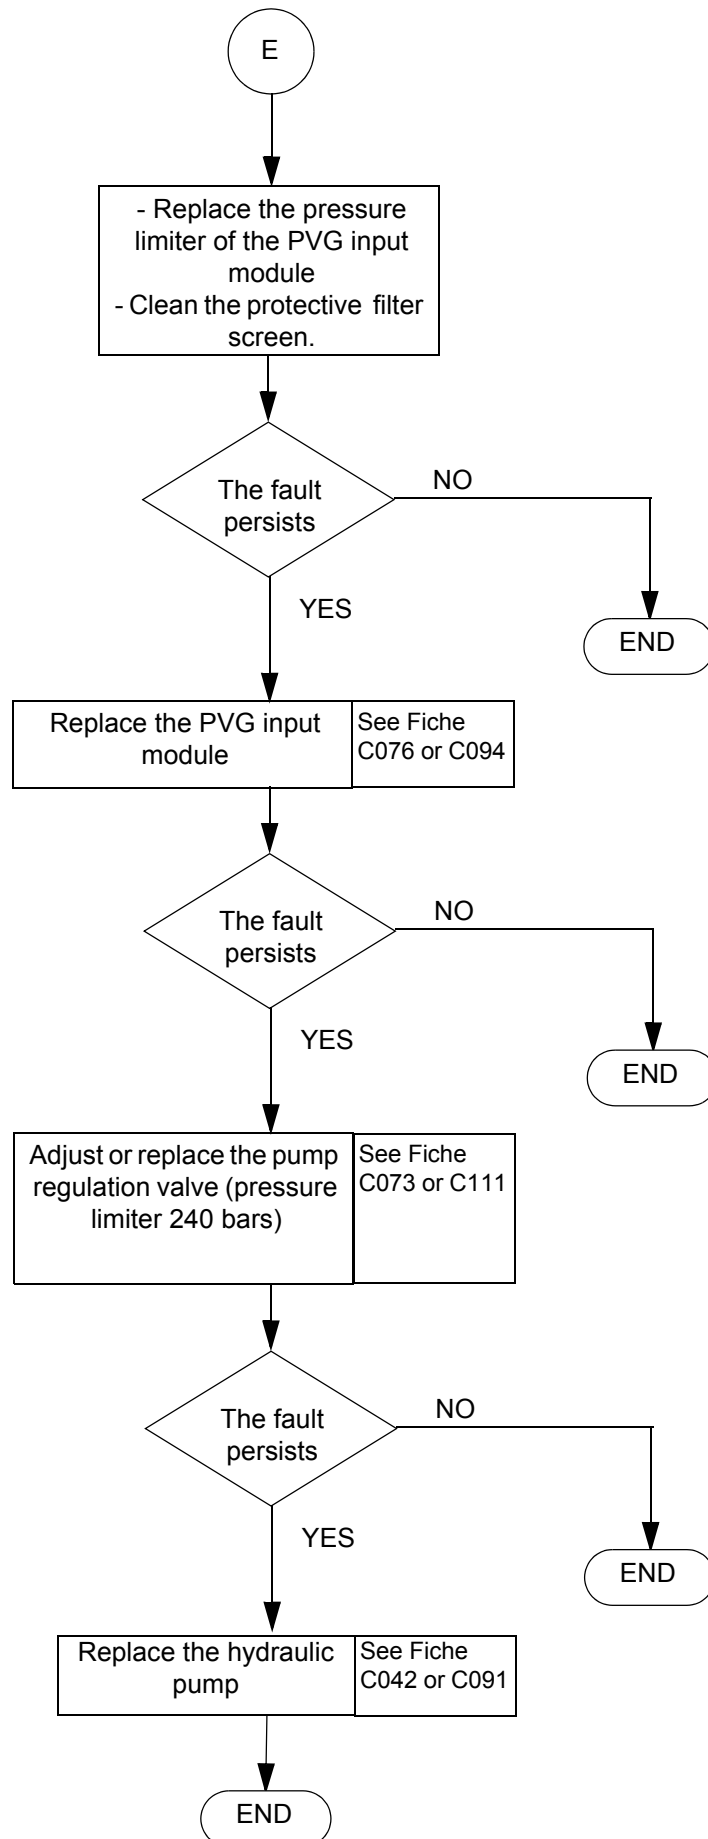 E
- Replace the pressure
limiter of the PVG input
module
- Clean the protective filter
screen.
The fault
persists
NO
YES
END
Replace the PVG input
module
See Fiche
C076 or C094
The fault
persists
NO
YES
END
Adjust or replace the pump
regulation valve (pressure
limiter 240 bars)
See Fiche
C073 or C111
The fault
persists
NO
YES
END
Replace the hydraulic
pump
See Fiche
C042 or C091
END